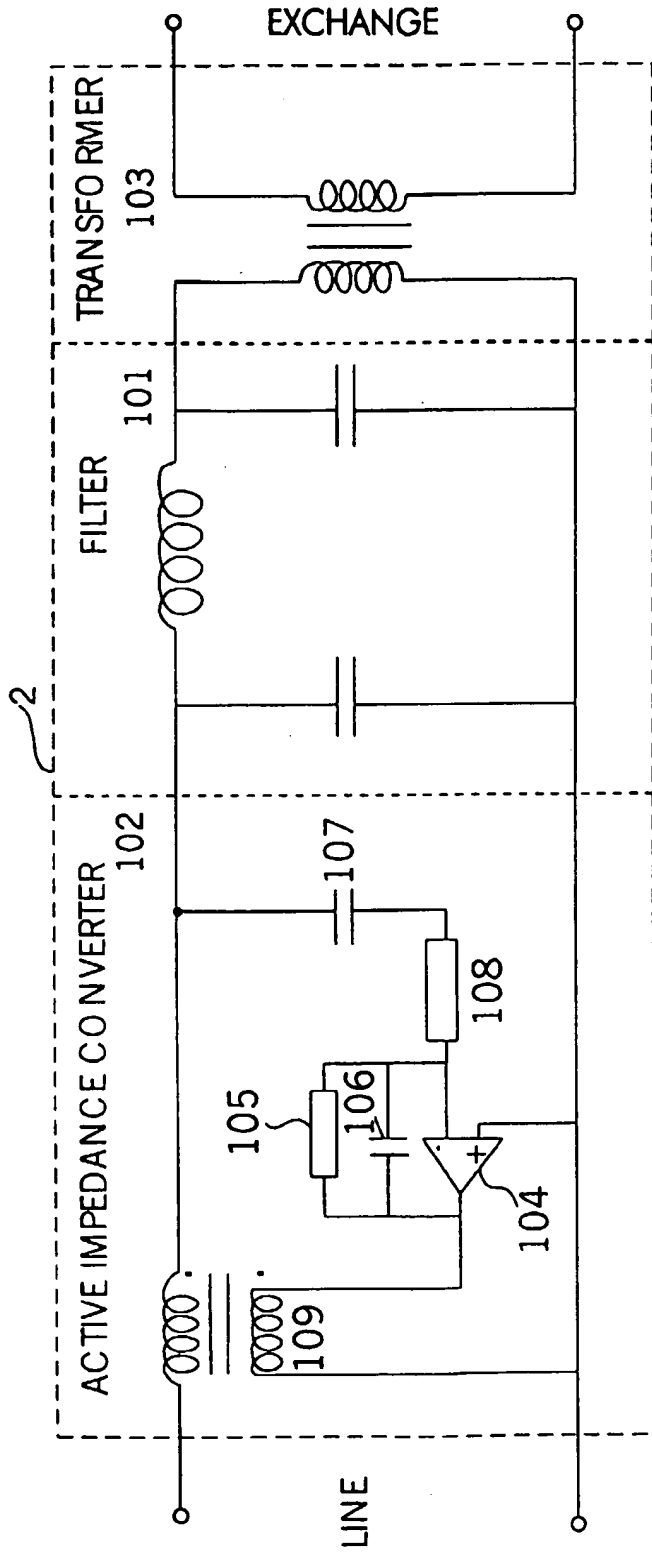 2
ACTIVE IMPEDANCE CONVERTER
102
FILTER
101
TRANSFORMER
103
EXCHANGE
LINE
107
108
105
106
-
+
104
109